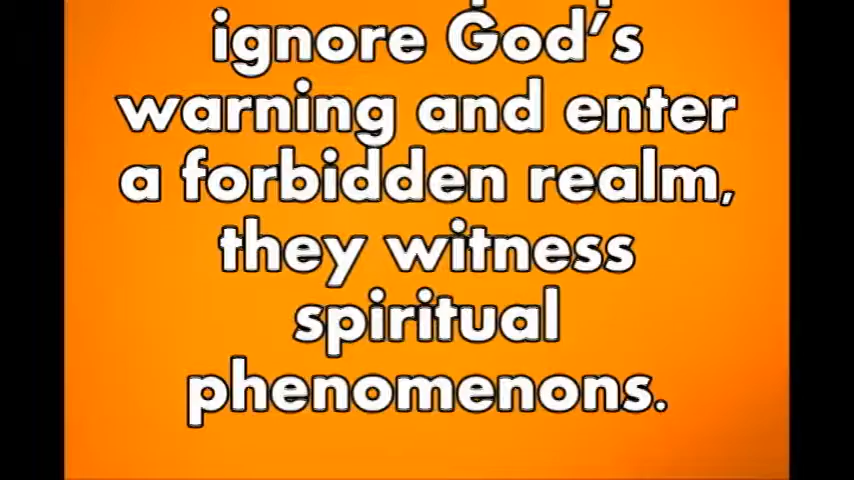 ignore God’s
warning and enter
a forbidden realm,
they witness
spiritual
phenomenons.